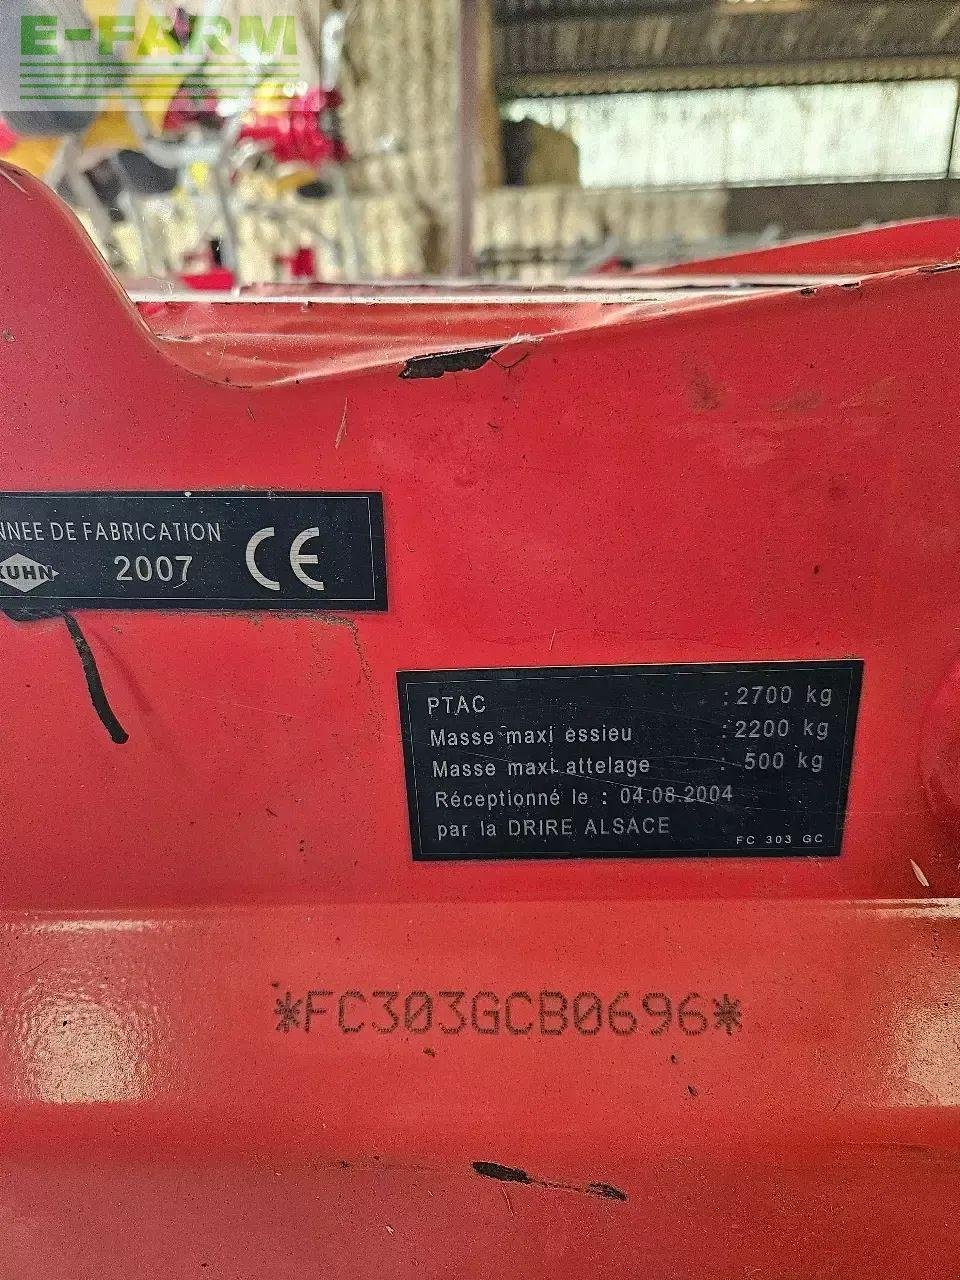 E-FARM
NNEE DE FABRICATION
KUHN 2007 CE
PTAC : 2700 kg
Masse maxi essieu : 2200 kg
Masse maxi attelage : 500 kg
Réceptionné le : 04.08.2004
par la DRIRE ALSACE FC 303 GC
*FC303GCB0696*